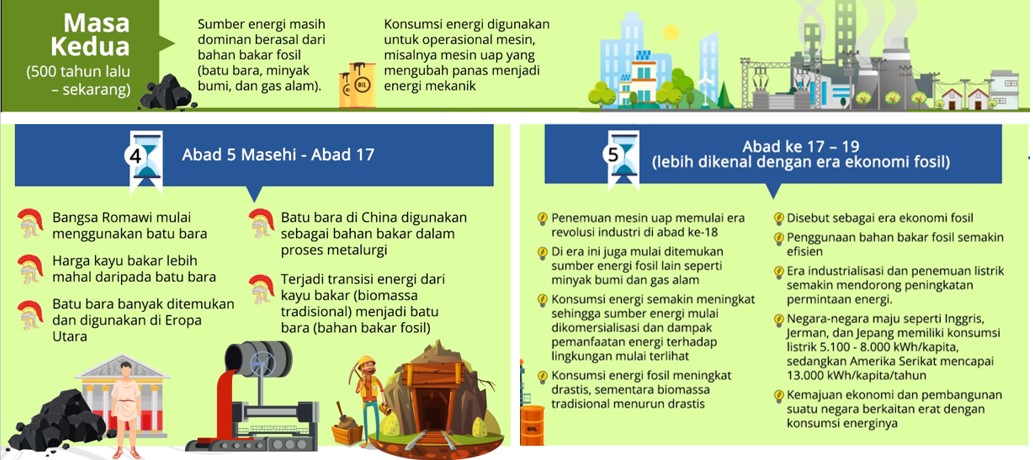 Masa
Kedua
(500 tahun lalu
– sekarang)
Sumber energi masih
dominan berasal dari
bahan bakar fosil
(batu bara, minyak
bumi, dan gas alam).
Konsumsi energi digunakan
untuk operasional mesin,
misalnya mesin uap yang
mengubah panas menjadi
energi mekanik
OIL
4
Abad 5 Masehi - Abad 17
Bangsa Romawi mulai
menggunakan batu bara
Harga kayu bakar lebih
mahal daripada batu bara
Batu bara banyak ditemukan
dan digunakan di Eropa
Utara
Batu bara di China digunakan
sebagai bahan bakar dalam
proses metalurgi
Terjadi transisi energi dari
kayu bakar (biomassa
tradisional) menjadi batu
bara (bahan bakar fosil)
5
Abad ke 17 – 19
(lebih dikenal dengan era ekonomi fosil)
Penemuan mesin uap memulai era
revolusi industri di abad ke-18
Di era ini juga mulai ditemukan
sumber energi fosil lain seperti
minyak bumi dan gas alam
Konsumsi energi semakin meningkat
sehingga sumber energi mulai
dikomersialisasi dan dampak
pemanfaatan energi terhadap
lingkungan mulai terlihat
Konsumsi energi fosil meningkat
drastis, sementara biomassa
tradisional menurun drastis
OIL
Disebut sebagai era ekonomi fosil
Penggunaan bahan bakar fosil semakin
efisien
Era industrialisasi dan penemuan listrik
semakin mendorong peningkatan
permintaan energi.
Negara-negara maju seperti Inggris,
Jerman, dan Jepang memiliki konsumsi
listrik 5.100 - 8.000 kWh/kapita,
sedangkan Amerika Serikat mencapai
13.000 kWh/kapita/tahun
Kemajuan ekonomi dan pembangunan
suatu negara berkaitan erat dengan
konsumsi energinya